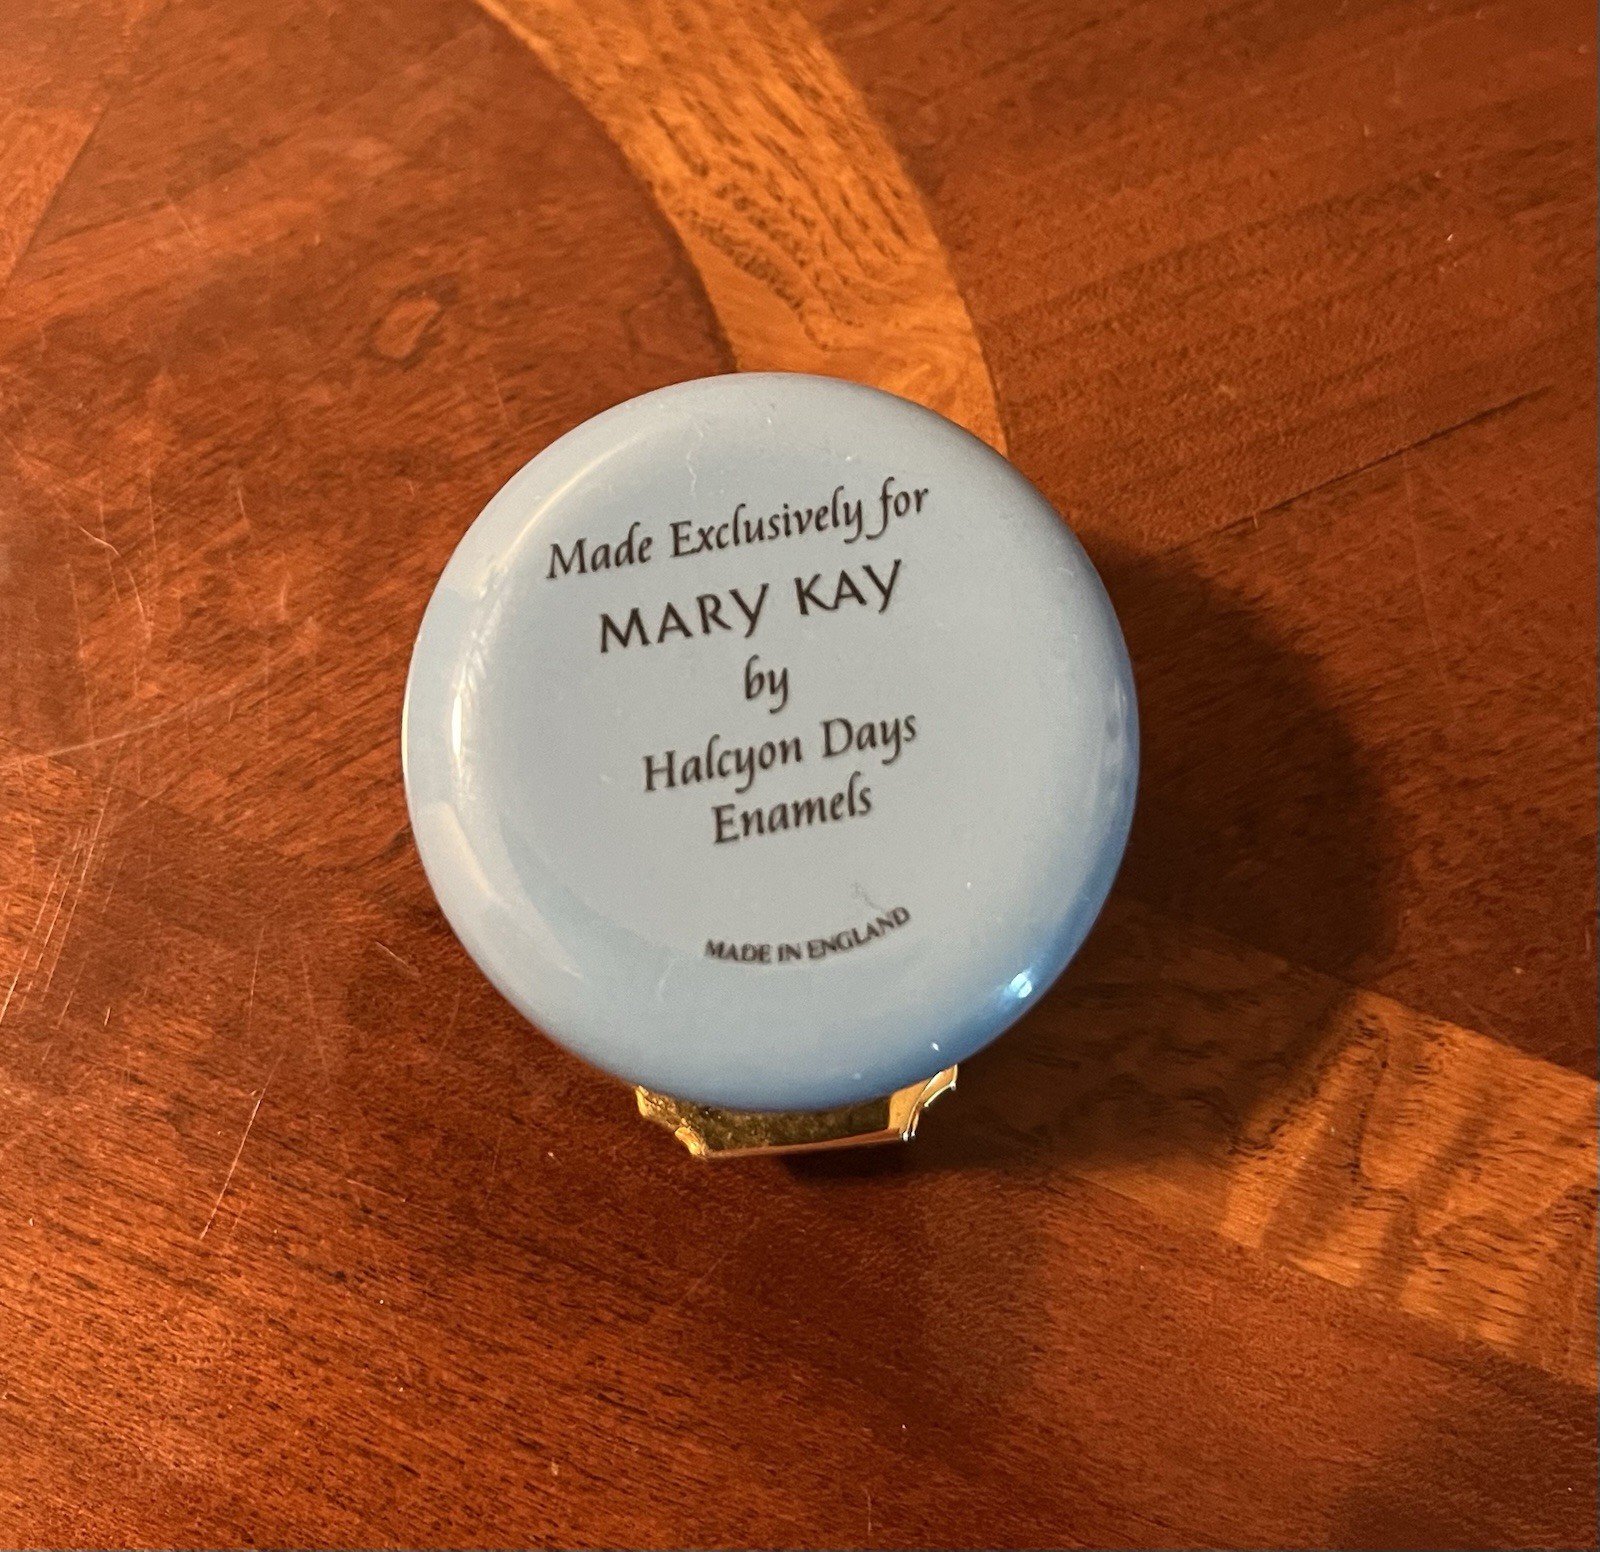 Made Exclusively for
MARY KAY
by
Halcyon Days
Enamels
MADE IN ENGLAND